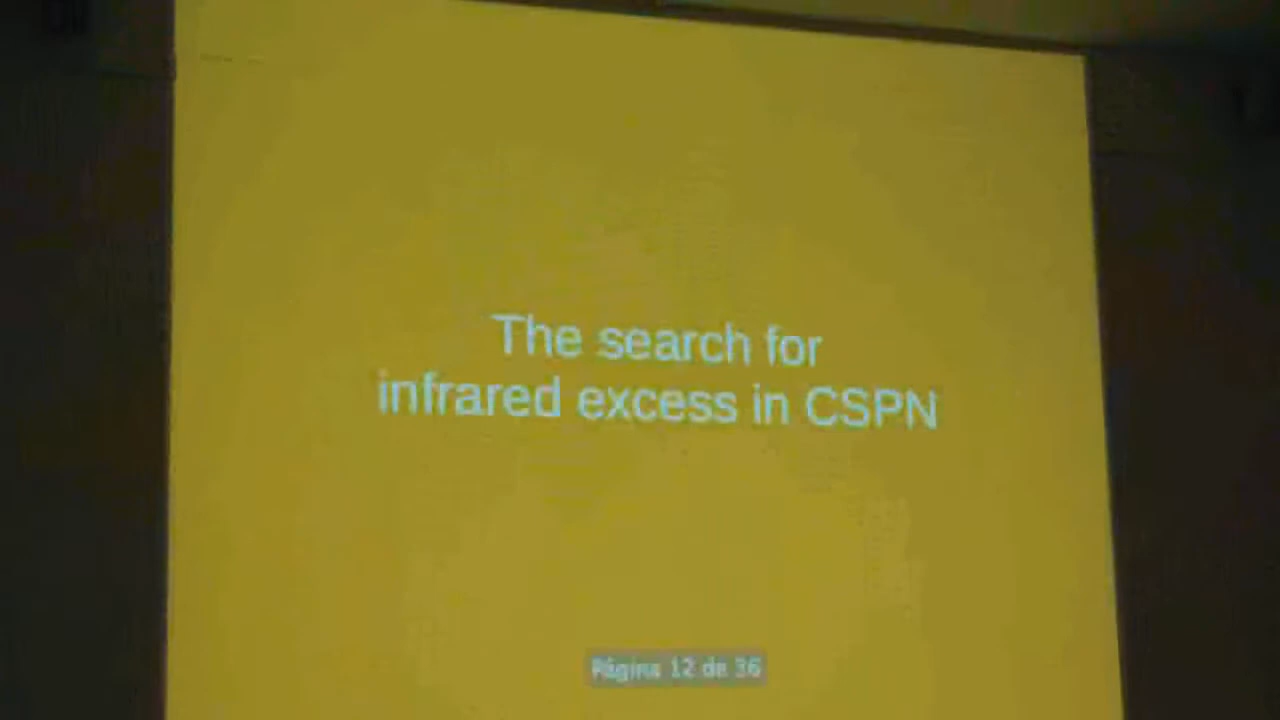 The search for
infrared excess in CSPN
Página 12 de 36